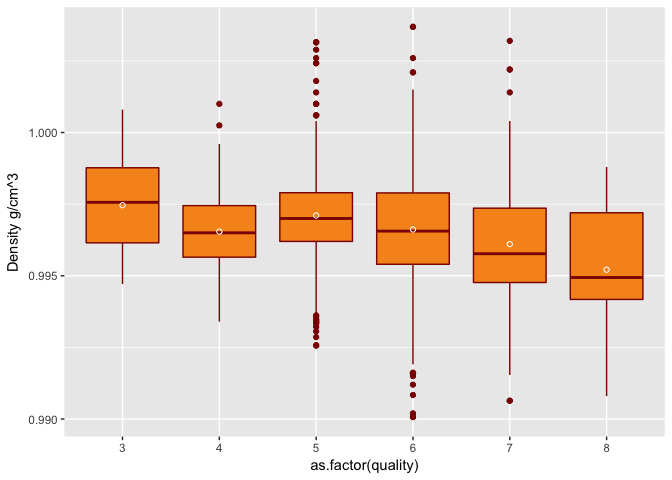 Density g/cm^3
1.000
0.995
0.990
3 4 5 6 7 8
as.factor(quality)